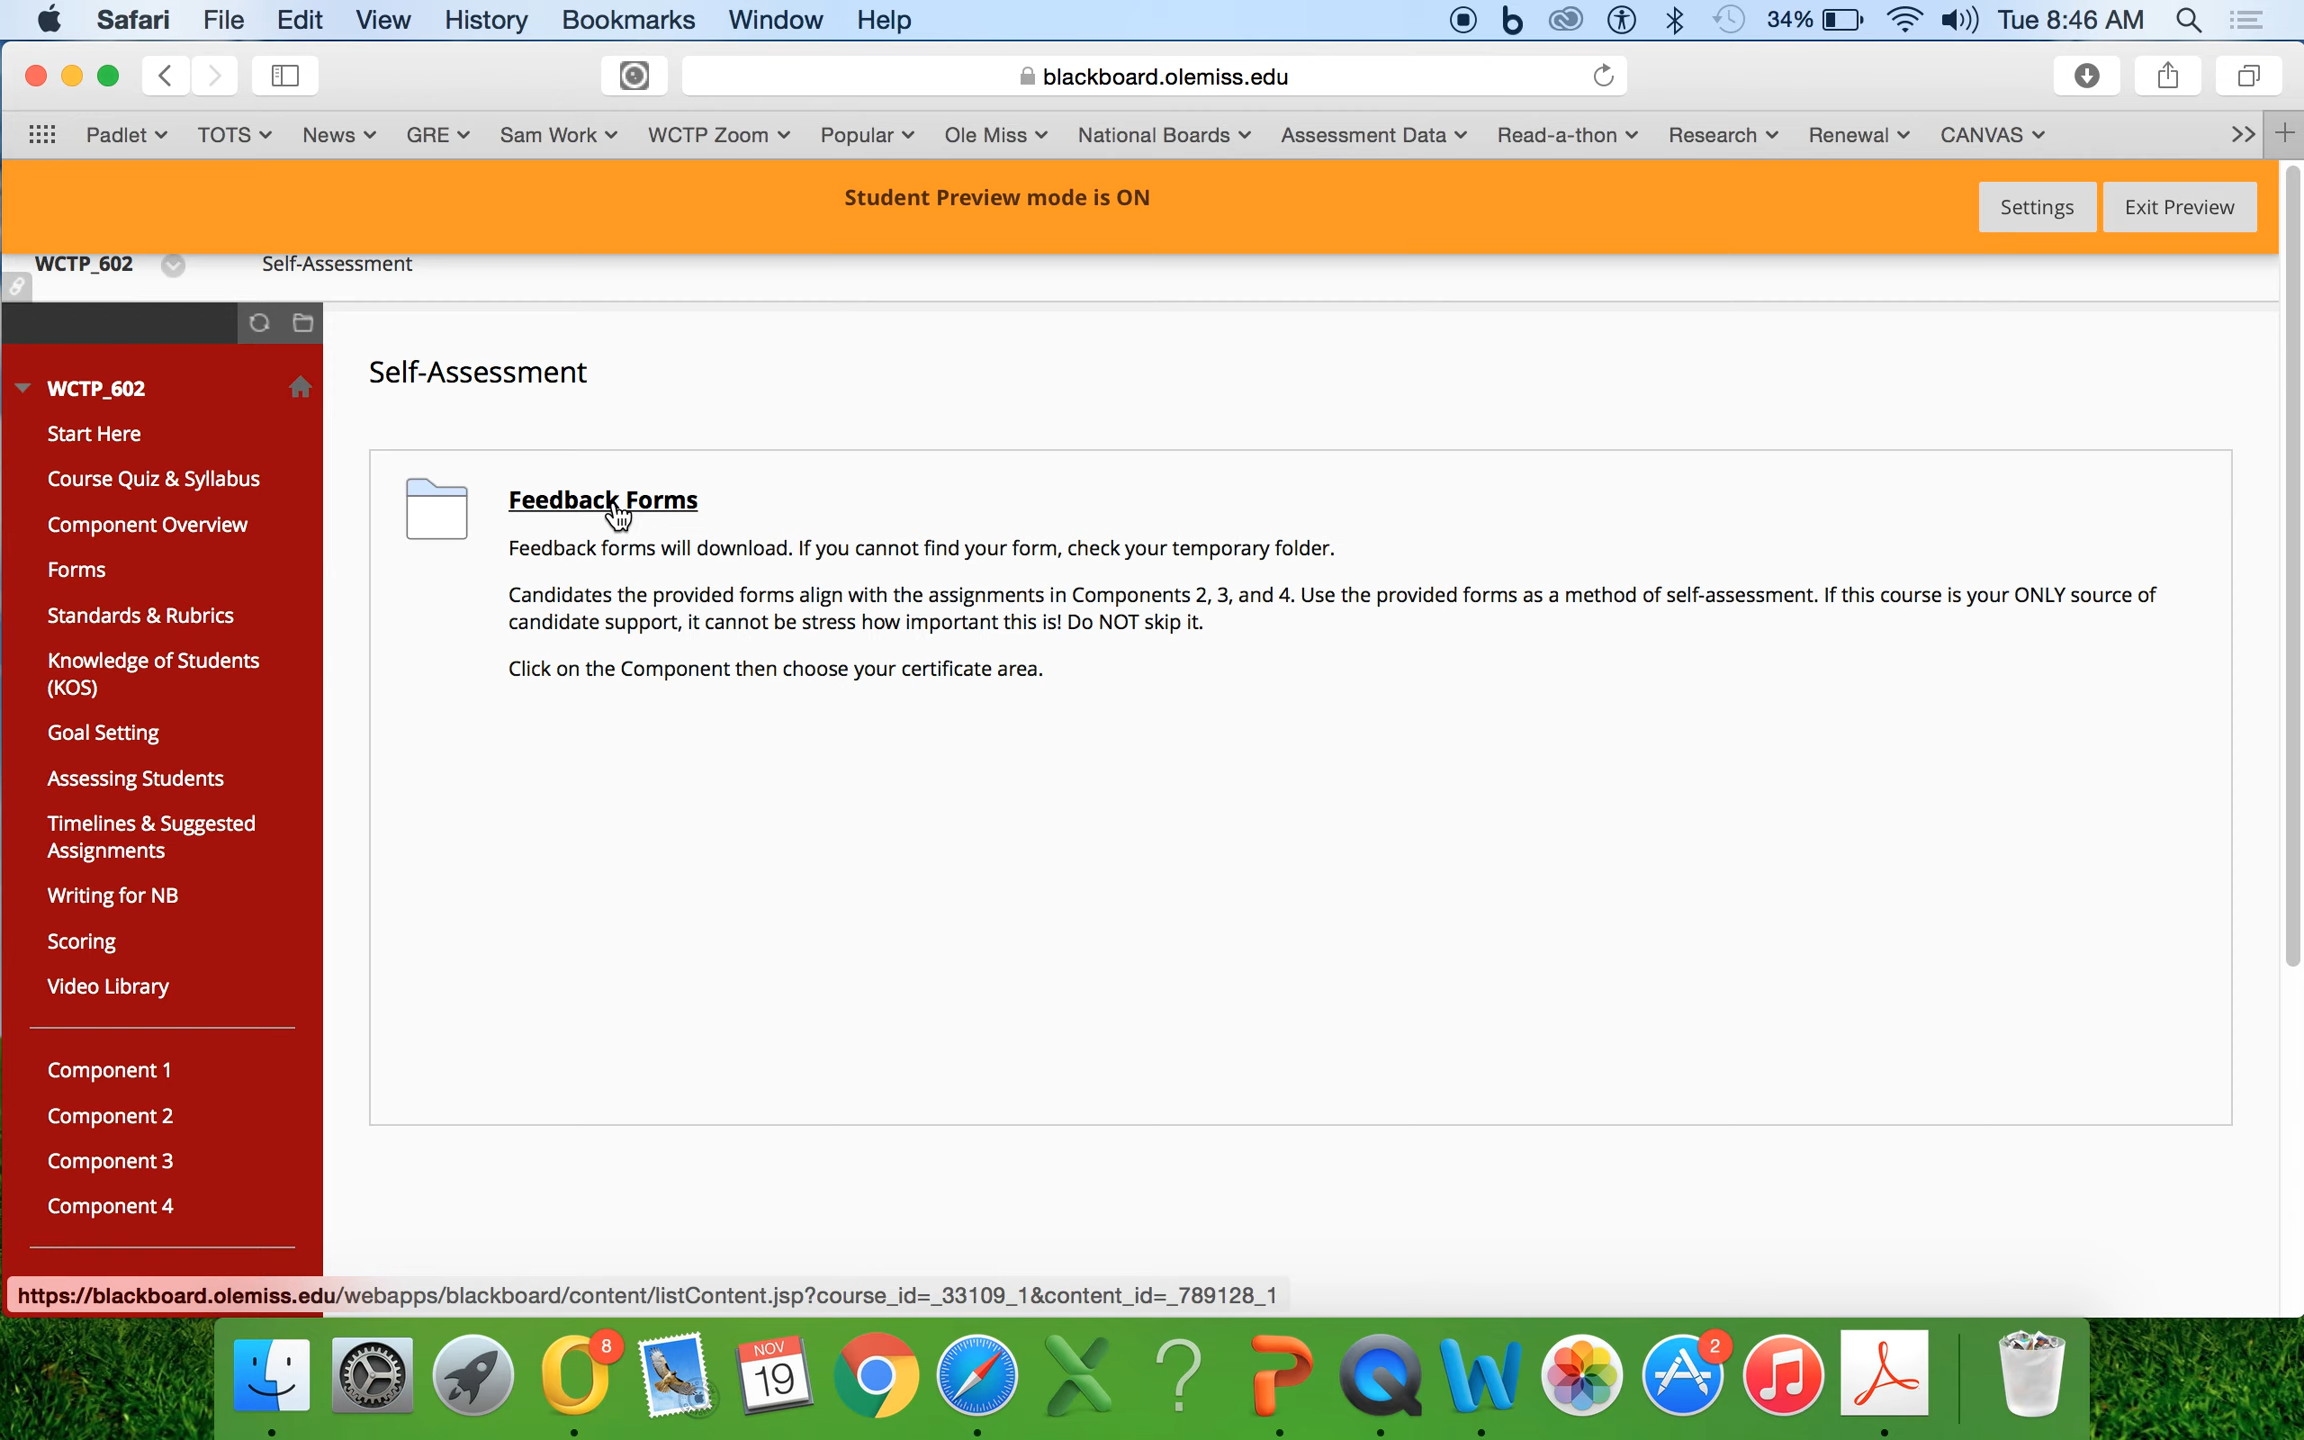 Safari File Edit View History Bookmarks Window Help 34% Tue 8:46 AM
blackboard.olemiss.edu
Padlet TOTS News GRE Sam Work WCTP Zoom Popular Ole Miss National Boards Assessment Data Read-a-thon Research Renewal CANVAS
Student Preview mode is ON
Settings Exit Preview
WCTP_602 Self-Assessment
WCTP_602
Start Here
Course Quiz & Syllabus
Component Overview
Forms
Standards & Rubrics
Knowledge of Students
(KOS)
Goal Setting
Assessing Students
Timelines & Suggested
Assignments
Writing for NB
Scoring
Video Library
Component 1
Component 2
Component 3
Component 4
Self-Assessment
Feedback Forms
Feedback forms will download. If you cannot find your form, check your temporary folder.
Candidates the provided forms align with the assignments in Components 2, 3, and 4. Use the provided forms as a method of self-assessment. If this course is your ONLY source of
candidate support, it cannot be stress how important this is! Do NOT skip it.
Click on the Component then choose your certificate area.
https://blackboard.olemiss.edu/webapps/blackboard/content/listContent.jsp?course_id=_33109_1&content_id=_789128_1
8
NOV
19
2